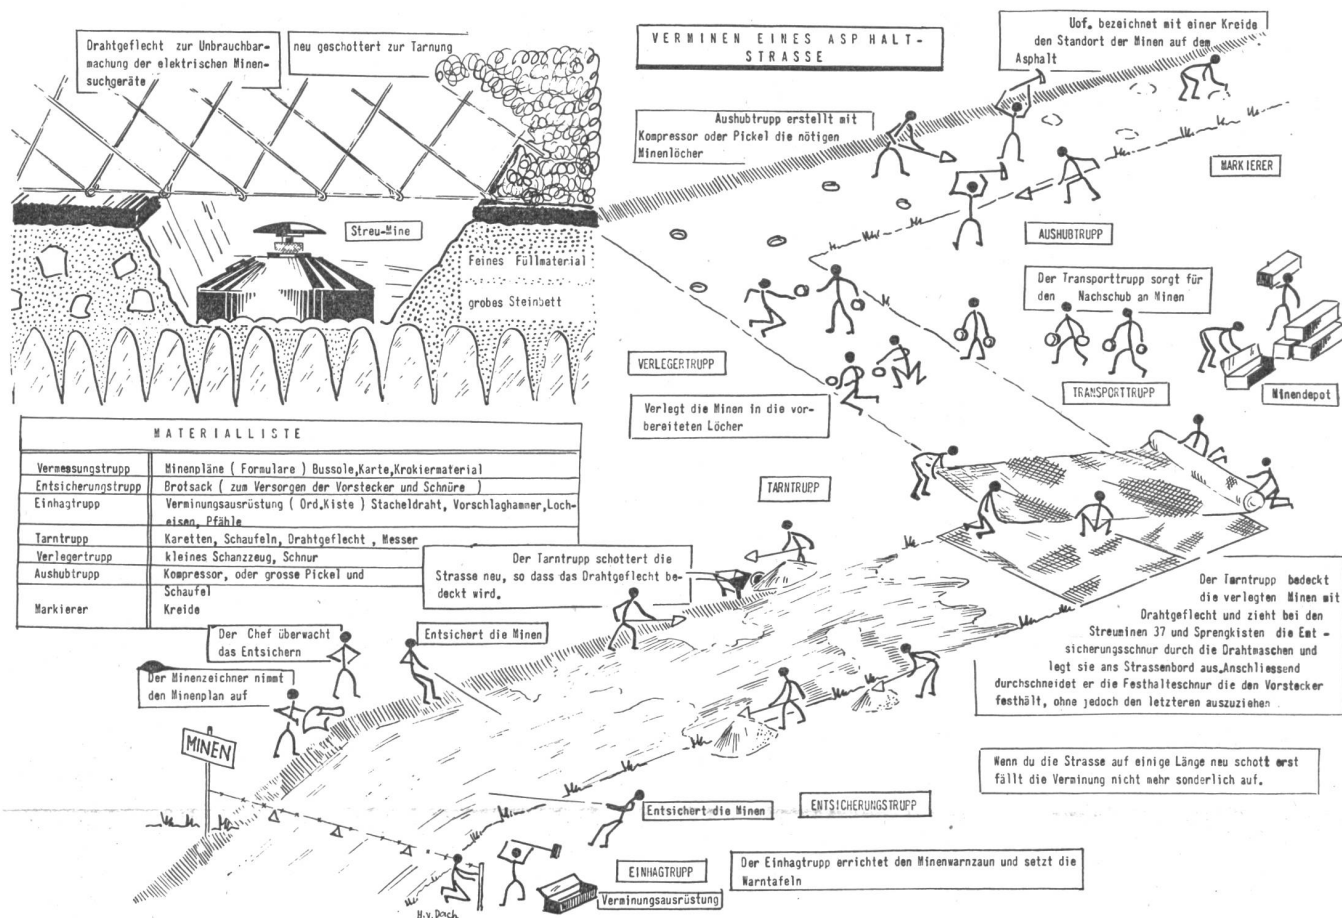 Drahtgeflecht zur Unbrauchbar-
machung der elektrischen Minen-
suchgeräte
neu geschottert zur Tarnung
VERMINEN EINES ASPHALT-
STRASSE
Uof. bezeichnet mit einer Kreide
den Standort der Minen auf dem
Asphalt
Aushubtrupp erstellt mit
Kompressor oder Pickel die nötigen
Minenlöcher
MARKIERER
Streu-Mine
Feines Füllmaterial
grobes Steinbett
AUSHUBTRUPP
Der Transporttrupp sorgt für
den Nachschub an Minen
VERLEGERTRUPP
TRANSPORTTRUPP
Minendepot
Verlegt die Minen in die vor-
bereiteten Löcher
MATERIALLISTE
Vermessungstrupp Minenpläne ( Formulare ) Bussole,Karte,Krokiermaterial
Entsicherungstrupp Brotsack ( zum Versorgen der Vorstecker und Schnüre )
Einhagtrupp Verminungsausrüstung ( Ord.Kiste ) Stacheldraht, Vorschlaghammer,Loch-
eisen, Pfähle
Tarntrupp Karetten, Schaufeln, Drahtgeflecht , Messer
Verlegertrupp kleines Schanzzeug, Schnur
Aushubtrupp Kompressor, oder grosse Pickel und
Schaufel
Markierer Kreide
TARNTRUPP
Der Tarntrupp schottert die
Strasse neu, so dass das Drahtgeflecht be-
deckt wird.
Der Tarntrupp bedeckt
die verlegten Minen mit
Drahtgeflecht und zieht bei den
Streuminen 37 und Sprengkisten die Ent -
sicherungsschnur durch die Drahtmaschen und
legt sie ans Strassenbord aus.Anschliessend
durchschneidet er die Festhalteschnur die den Vorstecker
festhält, ohne jedoch den letzteren auszuziehen
Der Chef überwacht
das Entsichern
Entsichert die Minen
Der Minenzeichner nimmt
den Minenplan auf
MINEN
Wenn du die Strasse auf einige Länge neu schott erst
fällt die Verminung nicht mehr sonderlich auf.
Entsichert die Minen
ENTSICHERUNGSTRUPP
EINHAGTRUPP
Der Einhagtrupp errichtet den Minenwarnzaun und setzt die
Warntafeln
Verminungsausrüstung
H.v.Dach